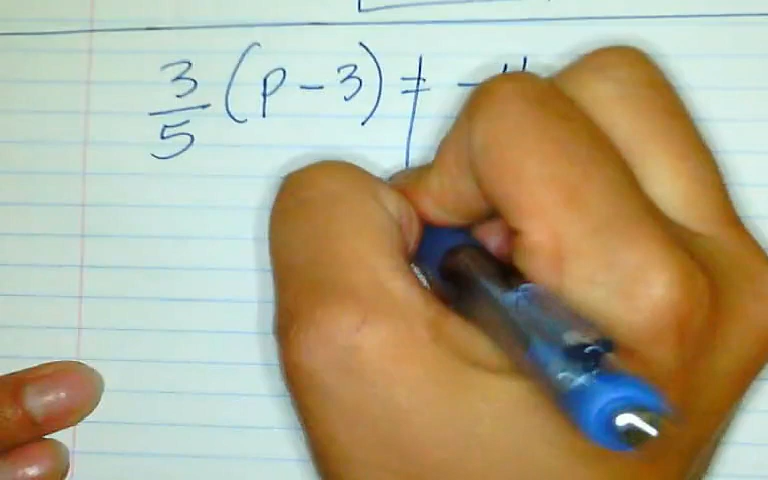 3/5 (p - 3) = -